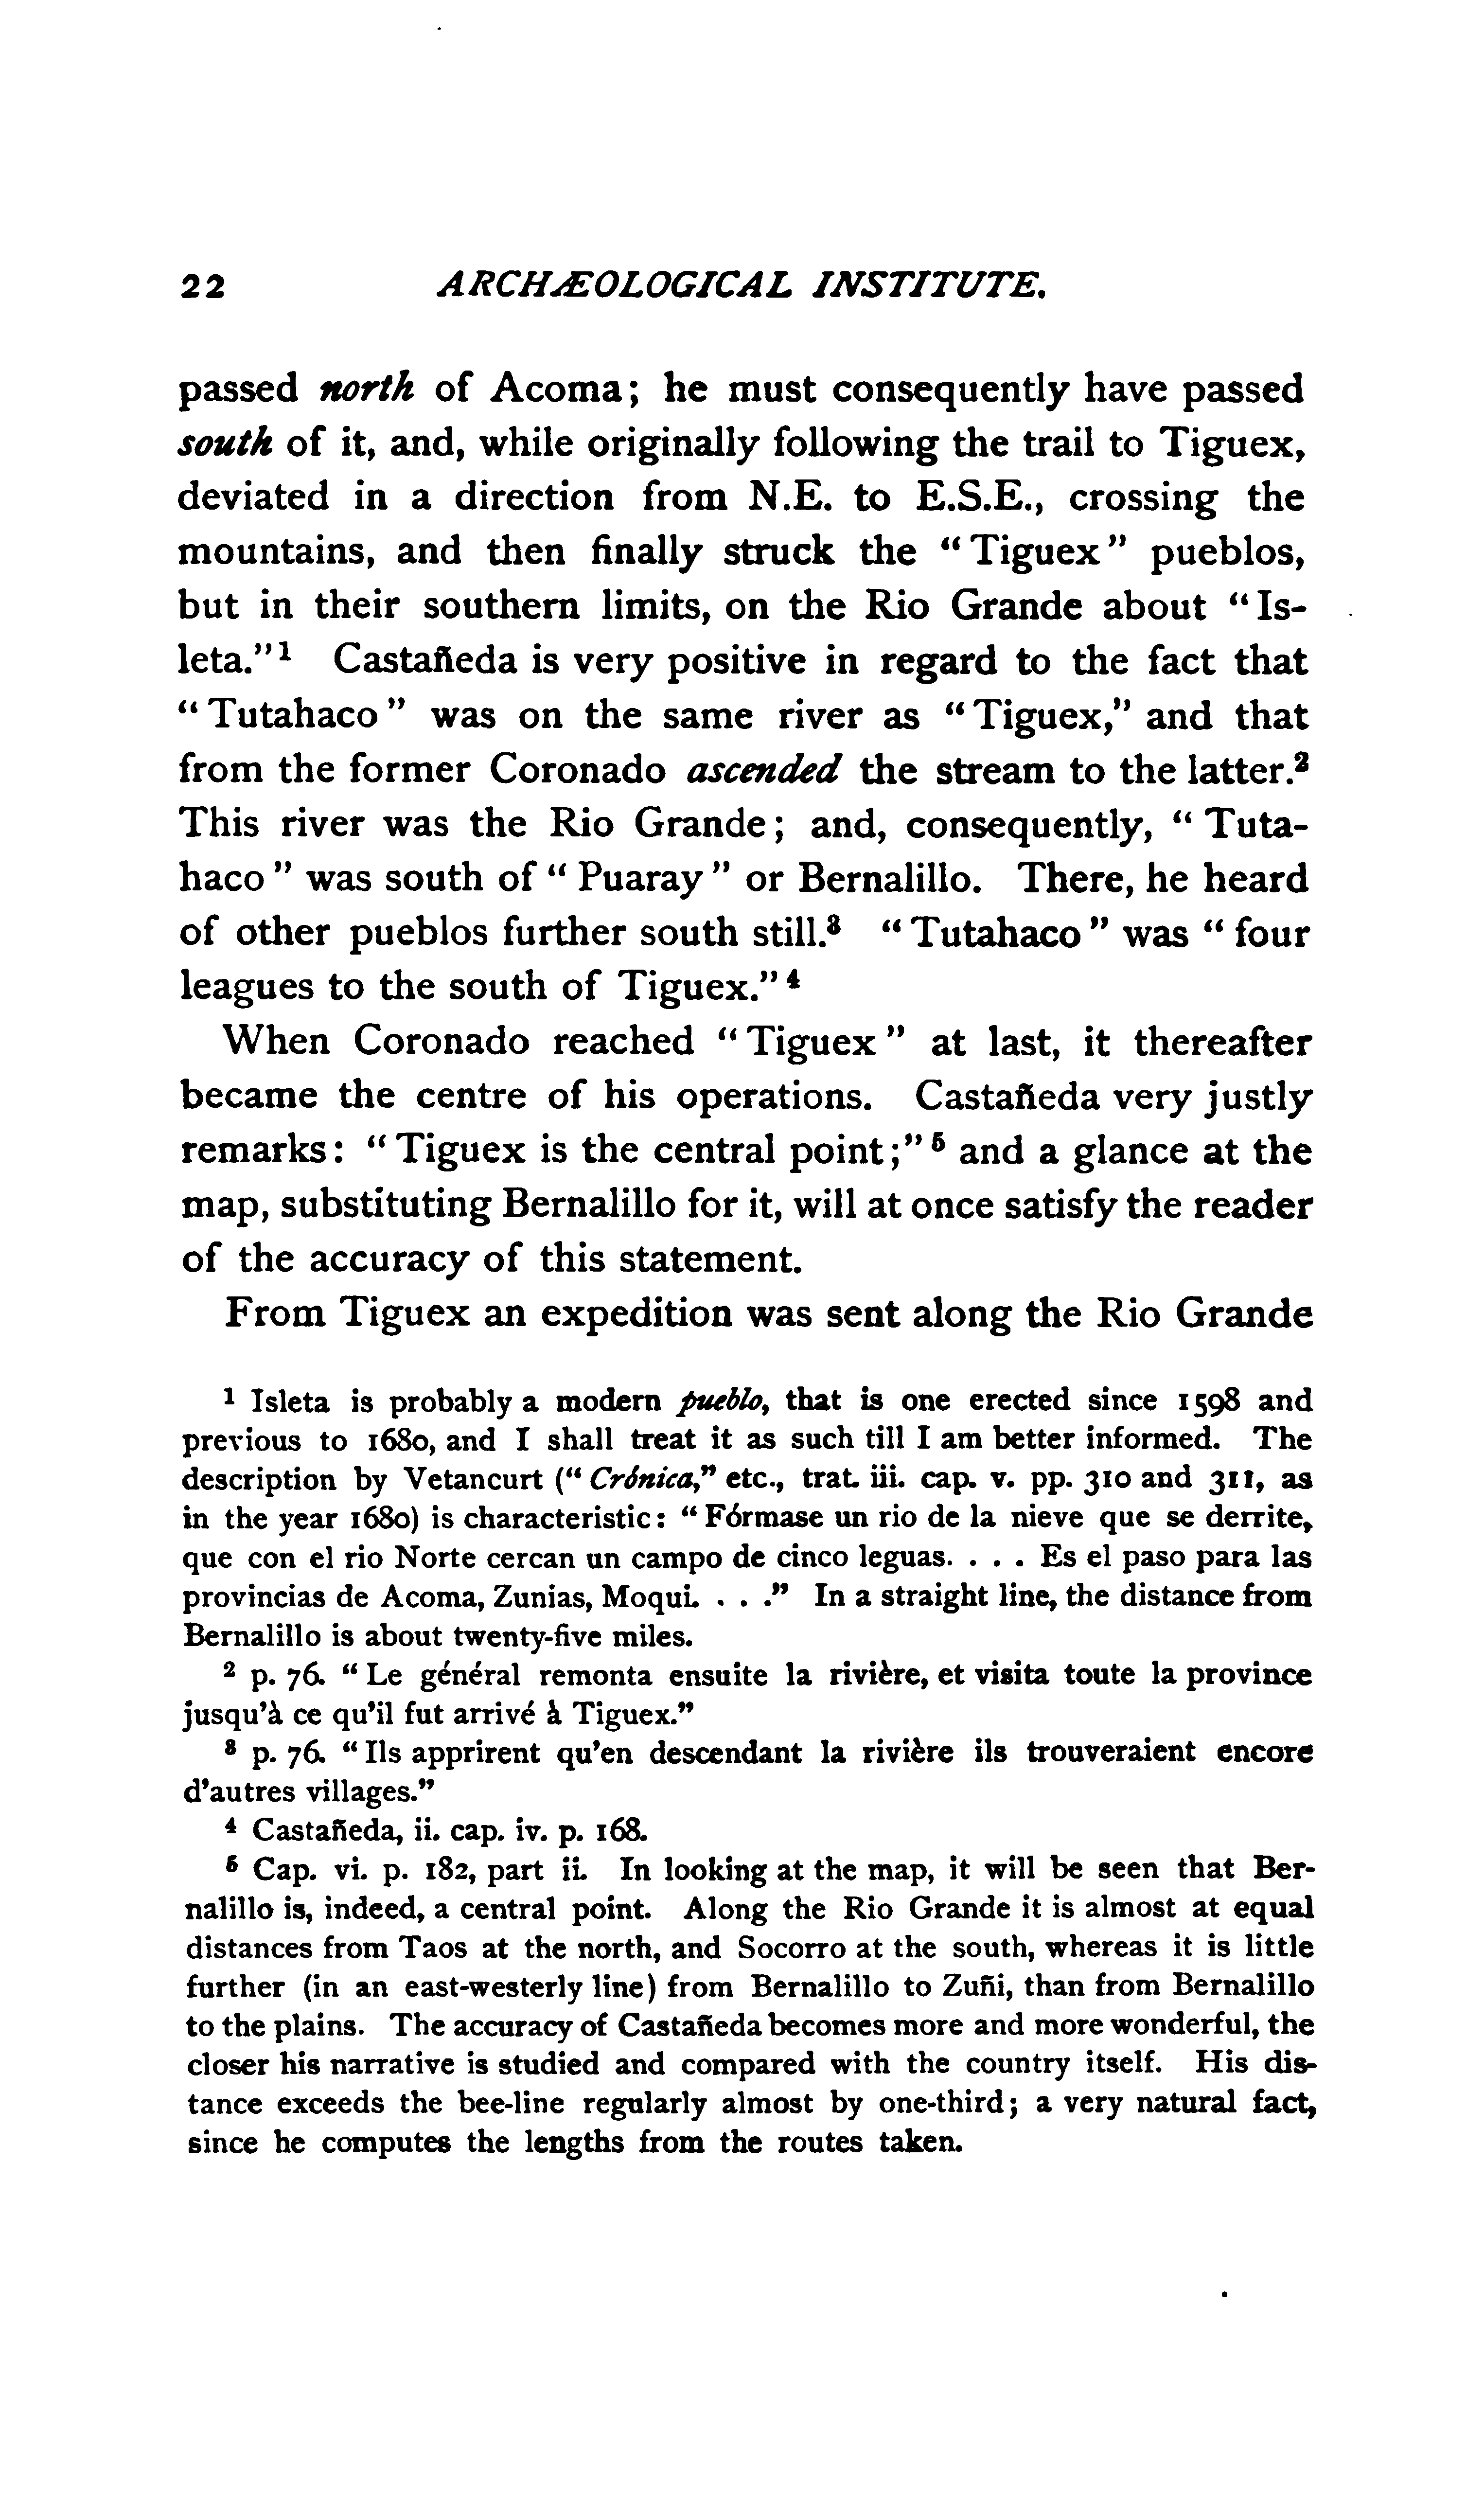 22 ARCHÆOLOGICAL INSTITUTE.
passed north of Acoma; he must consequently have passed
south of it, and, while originally following the trail to Tiguex,
deviated in a direction from N.E. to E.S.E., crossing the
mountains, and then finally struck the "Tiguex" pueblos,
but in their southern limits, on the Rio Grande about "Is-
leta."¹ Castañeda is very positive in regard to the fact that
"Tutahaco" was on the same river as "Tiguex," and that
from the former Coronado ascended the stream to the latter.²
This river was the Rio Grande; and, consequently, "Tuta-
haco" was south of "Puaray" or Bernalillo. There, he heard
of other pueblos further south still.³ "Tutahaco" was "four
leagues to the south of Tiguex."⁴
When Coronado reached "Tiguex" at last, it thereafter
became the centre of his operations. Castañeda very justly
remarks: "Tiguex is the central point;"⁵ and a glance at the
map, substituting Bernalillo for it, will at once satisfy the reader
of the accuracy of this statement.
From Tiguex an expedition was sent along the Rio Grande
¹ Isleta is probably a modern pueblo, that is one erected since 1598 and
previous to 1680, and I shall treat it as such till I am better informed. The
description by Vetancurt ("Crónica," etc., trat. iii. cap. v. pp. 310 and 311, as
in the year 1680) is characteristic: "Fórmase un rio de la nieve que se derrite,
que con el rio Norte cercan un campo de cinco leguas. . . . Es el paso para las
provincias de Acoma, Zunias, Moqui. . . ." In a straight line, the distance from
Bernalillo is about twenty-five miles.
² p. 76. "Le général remonta ensuite la rivière, et visita toute la province
jusqu'à ce qu'il fut arrivé à Tiguex."
³ p. 76. "Ils apprirent qu'en descendant la rivière ils trouveraient encore
d'autres villages."
⁴ Castañeda, ii. cap. iv. p. 168.
⁵ Cap. vi. p. 182, part ii. In looking at the map, it will be seen that Ber-
nalillo is, indeed, a central point. Along the Rio Grande it is almost at equal
distances from Taos at the north, and Socorro at the south, whereas it is little
further (in an east-westerly line) from Bernalillo to Zuñi, than from Bernalillo
to the plains. The accuracy of Castañeda becomes more and more wonderful, the
closer his narrative is studied and compared with the country itself. His dis-
tance exceeds the bee-line regularly almost by one-third; a very natural fact,
since he computes the lengths from the routes taken.